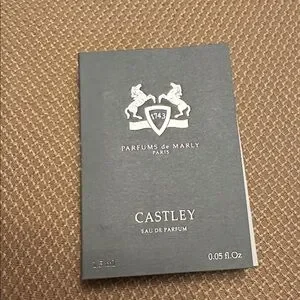 1743
PARFUMS de MARLY
PARIS
CASTLEY
EAU DE PARFUM
0.05 fl.Oz